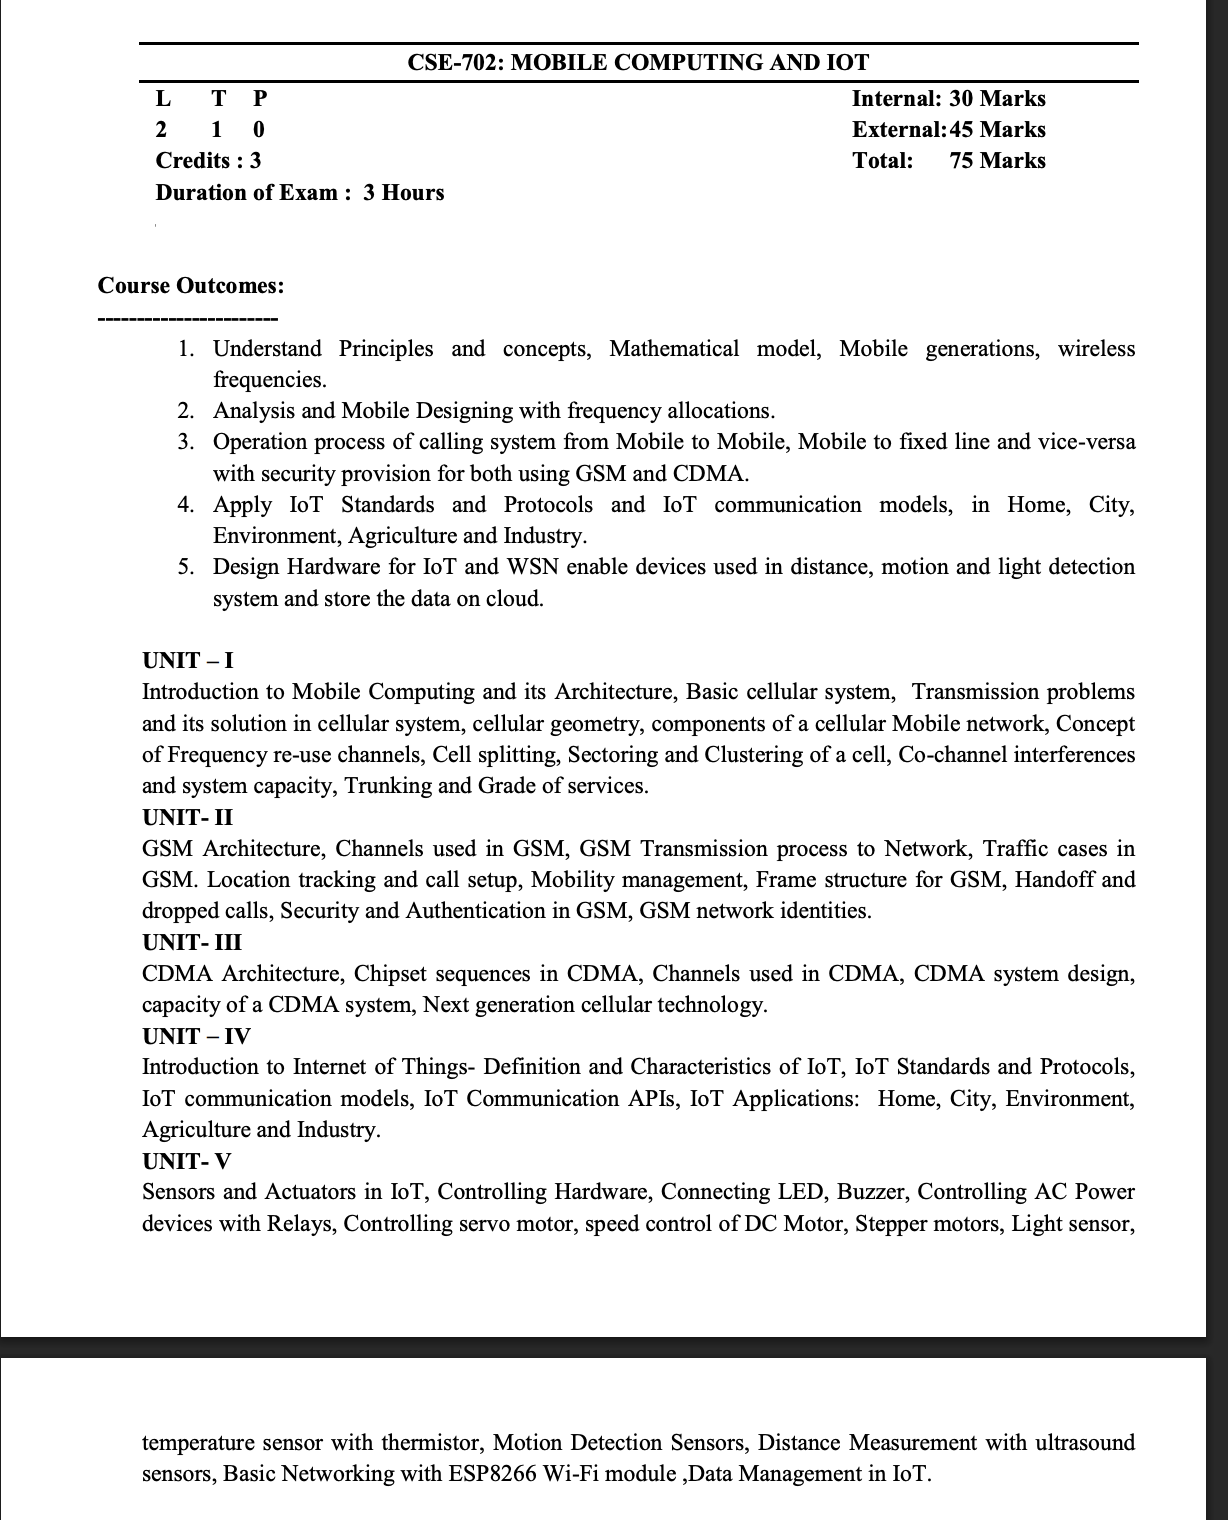 CSE-702: MOBILE COMPUTING AND IOT
L T P Internal: 30 Marks
2 1 0 External:45 Marks
Credits : 3 Total: 75 Marks
Duration of Exam : 3 Hours
Course Outcomes:
-----------------------
1. Understand Principles and concepts, Mathematical model, Mobile generations, wireless
frequencies.
2. Analysis and Mobile Designing with frequency allocations.
3. Operation process of calling system from Mobile to Mobile, Mobile to fixed line and vice-versa
with security provision for both using GSM and CDMA.
4. Apply IoT Standards and Protocols and IoT communication models, in Home, City,
Environment, Agriculture and Industry.
5. Design Hardware for IoT and WSN enable devices used in distance, motion and light detection
system and store the data on cloud.
UNIT – I
Introduction to Mobile Computing and its Architecture, Basic cellular system, Transmission problems
and its solution in cellular system, cellular geometry, components of a cellular Mobile network, Concept
of Frequency re-use channels, Cell splitting, Sectoring and Clustering of a cell, Co-channel interferences
and system capacity, Trunking and Grade of services.
UNIT- II
GSM Architecture, Channels used in GSM, GSM Transmission process to Network, Traffic cases in
GSM. Location tracking and call setup, Mobility management, Frame structure for GSM, Handoff and
dropped calls, Security and Authentication in GSM, GSM network identities.
UNIT- III
CDMA Architecture, Chipset sequences in CDMA, Channels used in CDMA, CDMA system design,
capacity of a CDMA system, Next generation cellular technology.
UNIT – IV
Introduction to Internet of Things- Definition and Characteristics of IoT, IoT Standards and Protocols,
IoT communication models, IoT Communication APIs, IoT Applications: Home, City, Environment,
Agriculture and Industry.
UNIT- V
Sensors and Actuators in IoT, Controlling Hardware, Connecting LED, Buzzer, Controlling AC Power
devices with Relays, Controlling servo motor, speed control of DC Motor, Stepper motors, Light sensor,
temperature sensor with thermistor, Motion Detection Sensors, Distance Measurement with ultrasound
sensors, Basic Networking with ESP8266 Wi-Fi module ,Data Management in IoT.